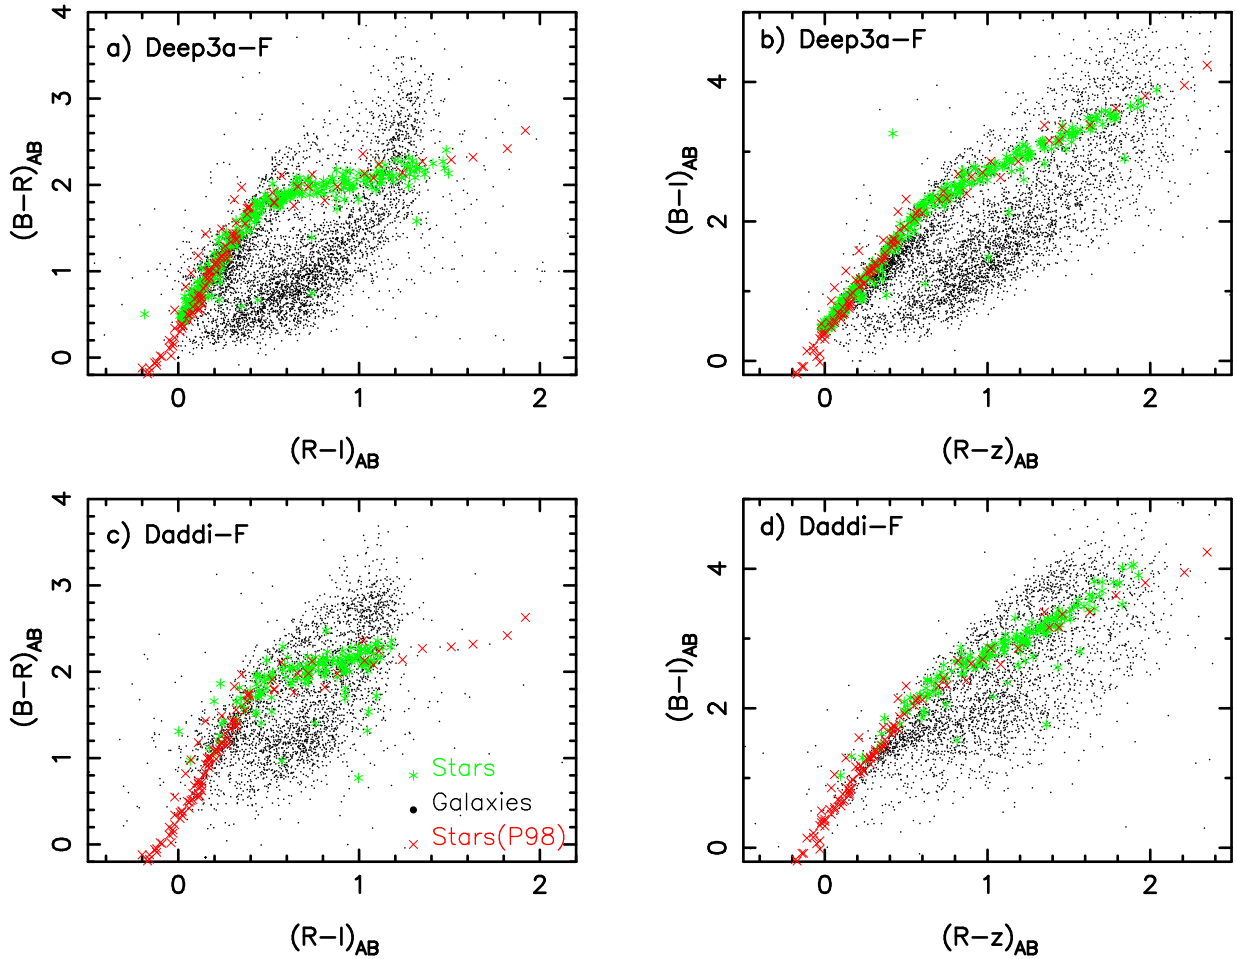 a) Deep3a-F
4
3
2
1
0
(B-R)AB
0
1
2
(R-I)AB
b) Deep3a-F
4
2
0
(B-I)AB
0
1
2
(R-z)AB
c) Daddi-F
4
3
2
1
0
(B-R)AB
Stars
Galaxies
Stars(P98)
0
1
2
(R-I)AB
d) Daddi-F
4
2
0
(B-I)AB
0
1
2
(R-z)AB